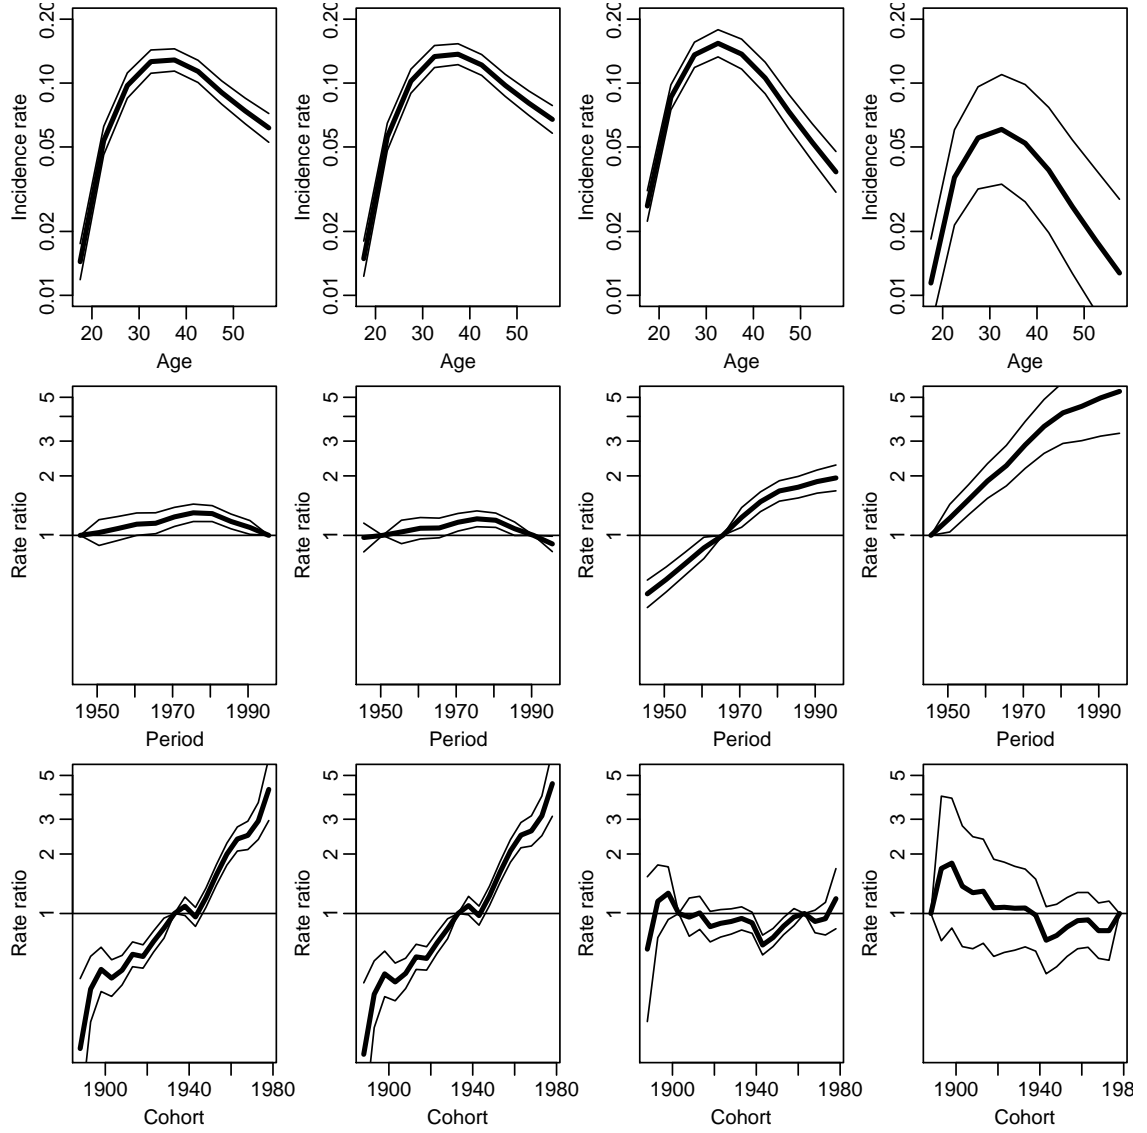 Incidence rate
0.01 0.02 0.05 0.10 0.20
20 30 40 50
Age
Incidence rate
0.01 0.02 0.05 0.10 0.20
20 30 40 50
Age
Incidence rate
0.01 0.02 0.05 0.10 0.20
20 30 40 50
Age
Incidence rate
0.01 0.02 0.05 0.10 0.20
20 30 40 50
Age
Rate ratio
1 2 3 5
1950 1970 1990
Period
Rate ratio
1 2 3 5
1950 1970 1990
Period
Rate ratio
1 2 3 5
1950 1970 1990
Period
Rate ratio
1 2 3 5
1950 1970 1990
Period
Rate ratio
1 2 3 5
1900 1940 1980
Cohort
Rate ratio
1 2 3 5
1900 1940 1980
Cohort
Rate ratio
1 2 3 5
1900 1940 1980
Cohort
Rate ratio
1 2 3 5
1900 1940 198
Cohort